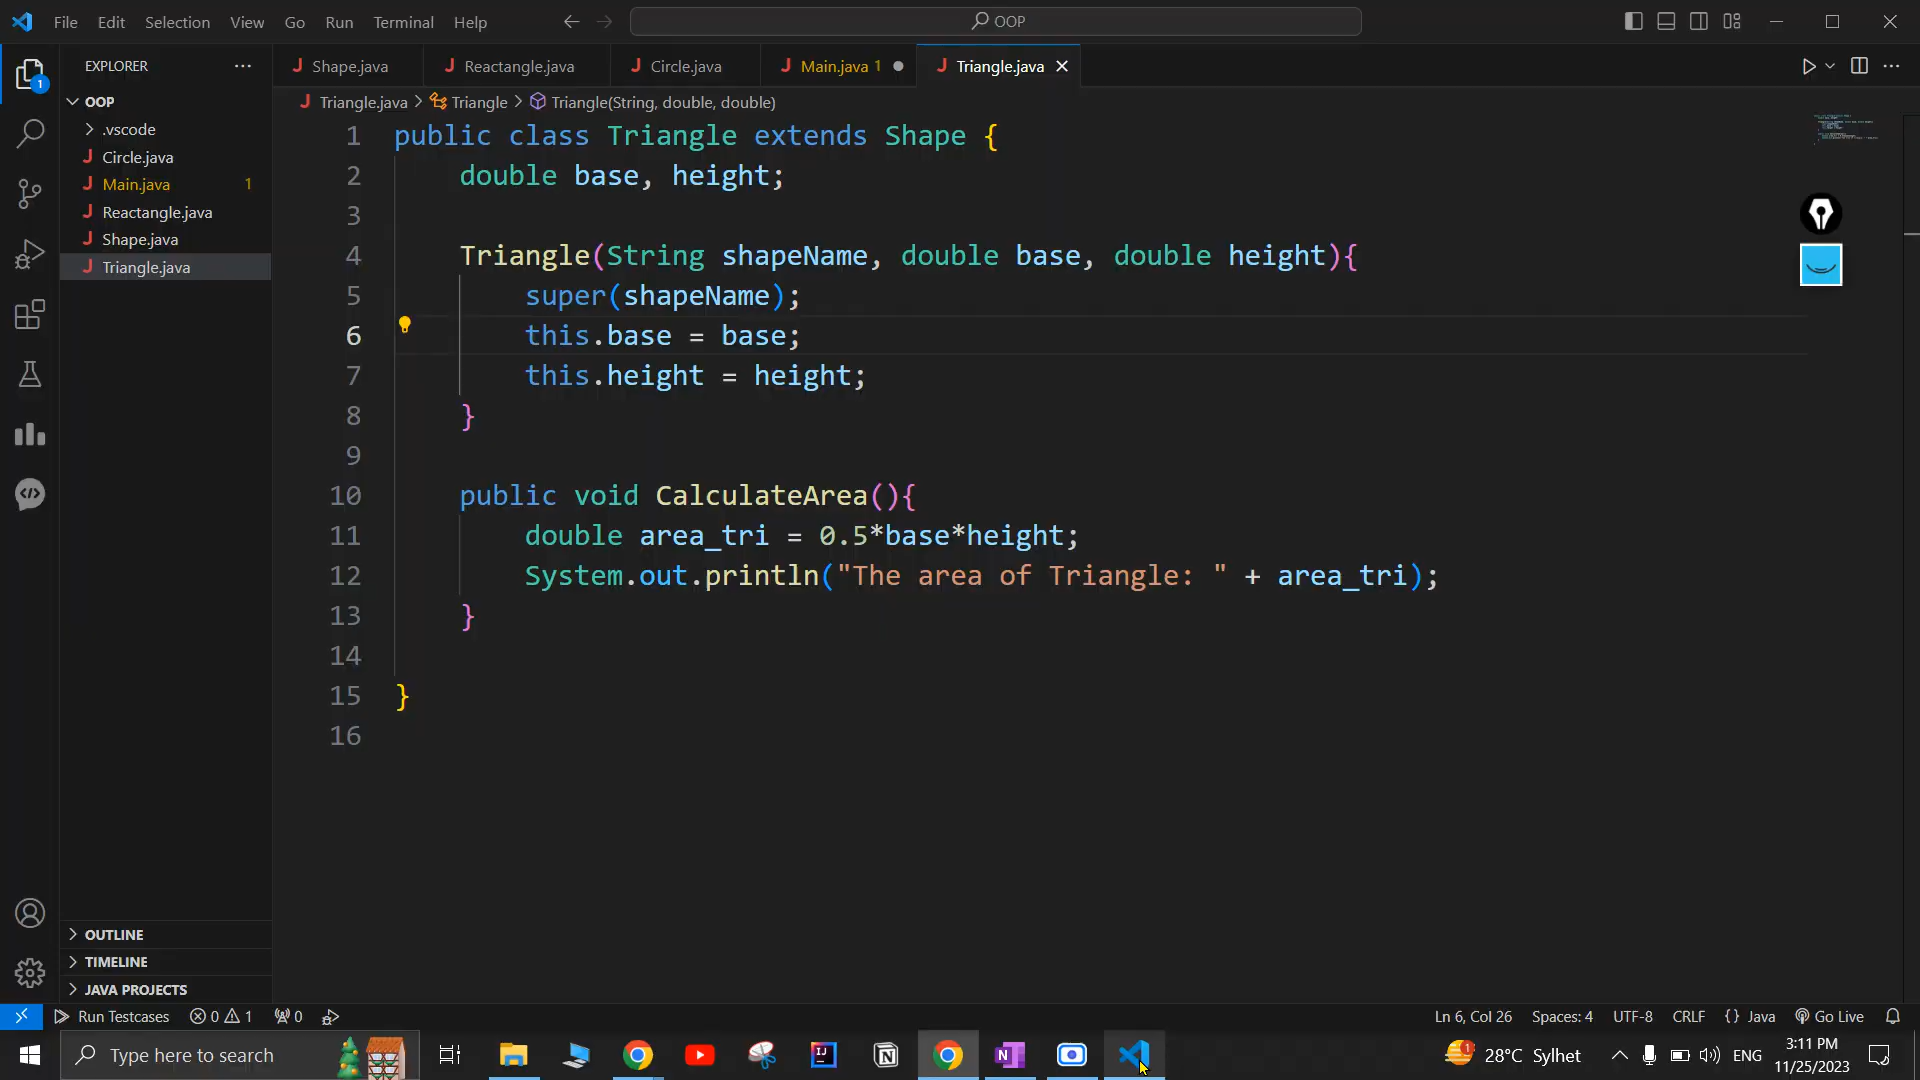 File Edit Selection View Go Run Terminal Help
OOP
EXPLORER
Shape.java Reactangle.java Circle.java Main.java 1 Triangle.java
OOP
Triangle.java > Triangle > Triangle(String, double, double)
.vscode
Circle.java
Main.java 1
Reactangle.java
Shape.java
Triangle.java
1 public class Triangle extends Shape {
2 double base, height;
3
4 Triangle(String shapeName, double base, double height){
5 super(shapeName);
6 this.base = base;
7 this.height = height;
8 }
9
10 public void CalculateArea(){
11 double area_tri = 0.5*base*height;
12 System.out.println("The area of Triangle: " + area_tri);
13 }
14
15 }
16
OUTLINE
TIMELINE
JAVA PROJECTS
1
Run Testcases 0 1 0
Ln 6, Col 26 Spaces: 4 UTF-8 CRLF {} Java Go Live
Type here to search
1 28°C Sylhet ENG
3:11 PM
11/25/2023